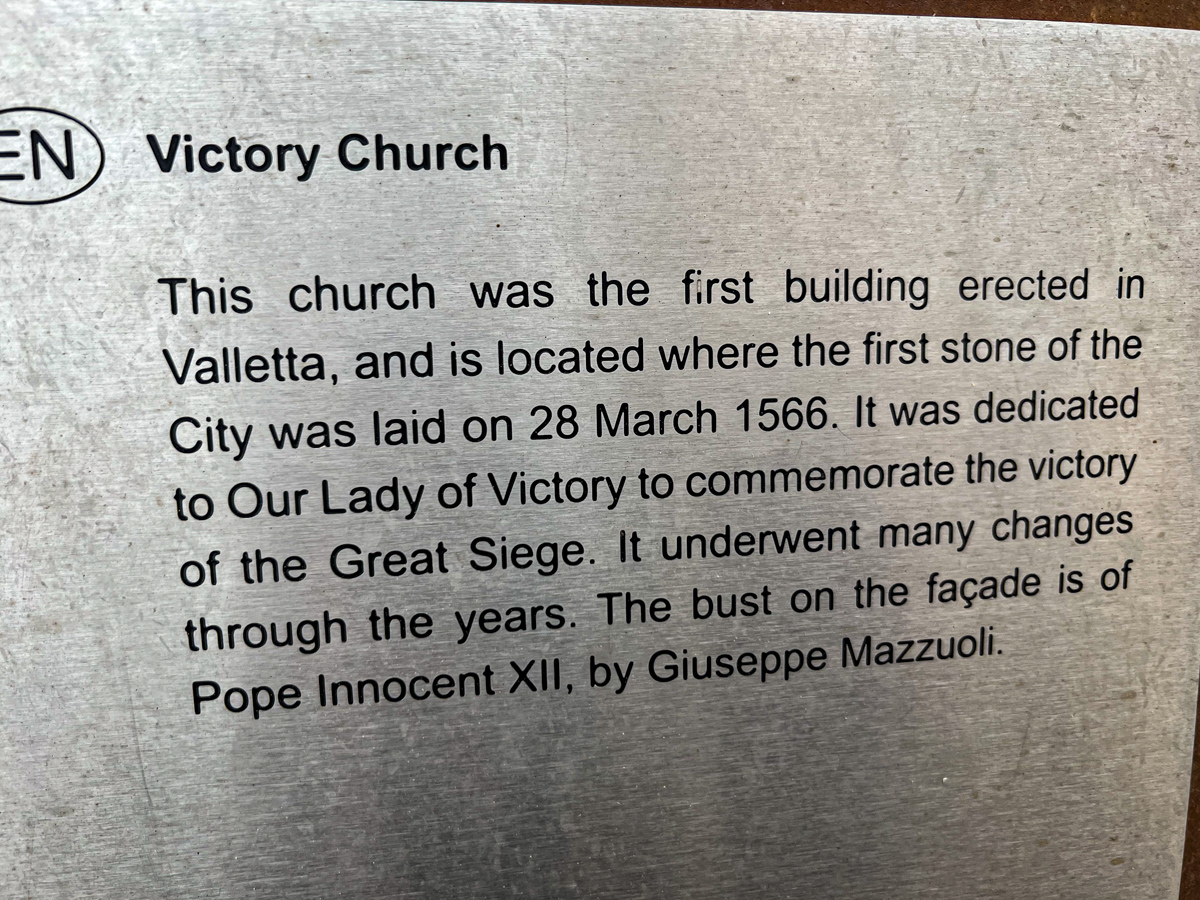 EN
Victory Church
This church was the first building erected in
Valletta, and is located where the first stone of the
City was laid on 28 March 1566. It was dedicated
to Our Lady of Victory to commemorate the victory
of the Great Siege. It underwent many changes
through the years. The bust on the façade is of
Pope Innocent XII, by Giuseppe Mazzuoli.